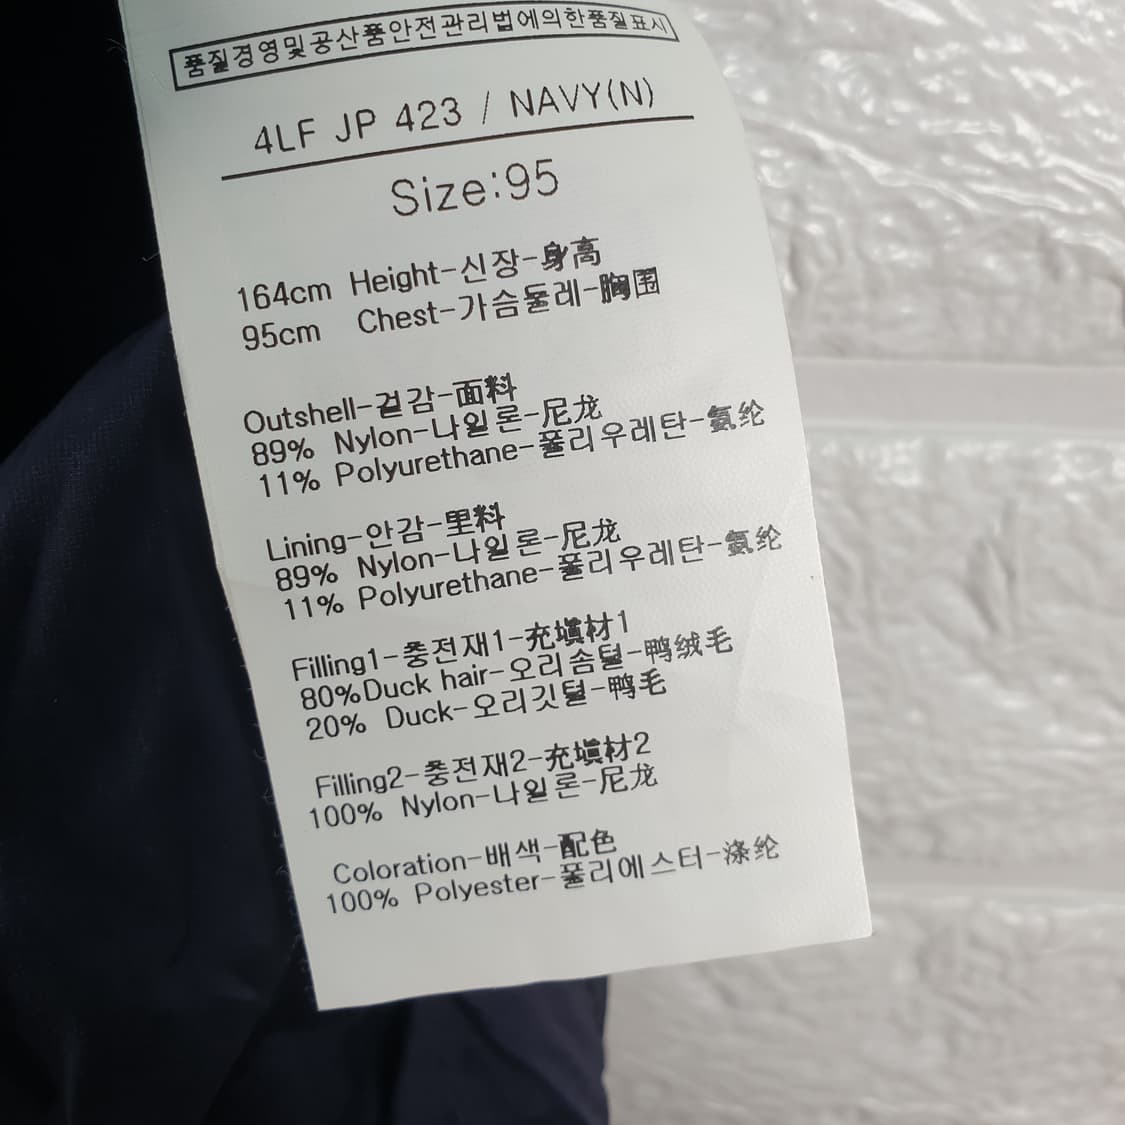 품질경영및공산품안전관리법에의한품질표시
4LF JP 423 / NAVY(N)
Size:95
164cm Height-신장-身高
95cm Chest-가슴둘레-胸围
Outshell-겉감-面料
89% Nylon-나일론-尼龙
11% Polyurethane-폴리우레탄-氨纶
Lining-안감-里料
89% Nylon-나일론-尼龙
11% Polyurethane-폴리우레탄-氨纶
Filling1-충전재1-充塡材1
80%Duck hair-오리솜털-鸭绒毛
20% Duck-오리깃털-鸭毛
Filling2-충전재2-充塡材2
100% Nylon-나일론-尼龙
Coloration-배색-配色
100% Polyester-폴리에스터-涤纶